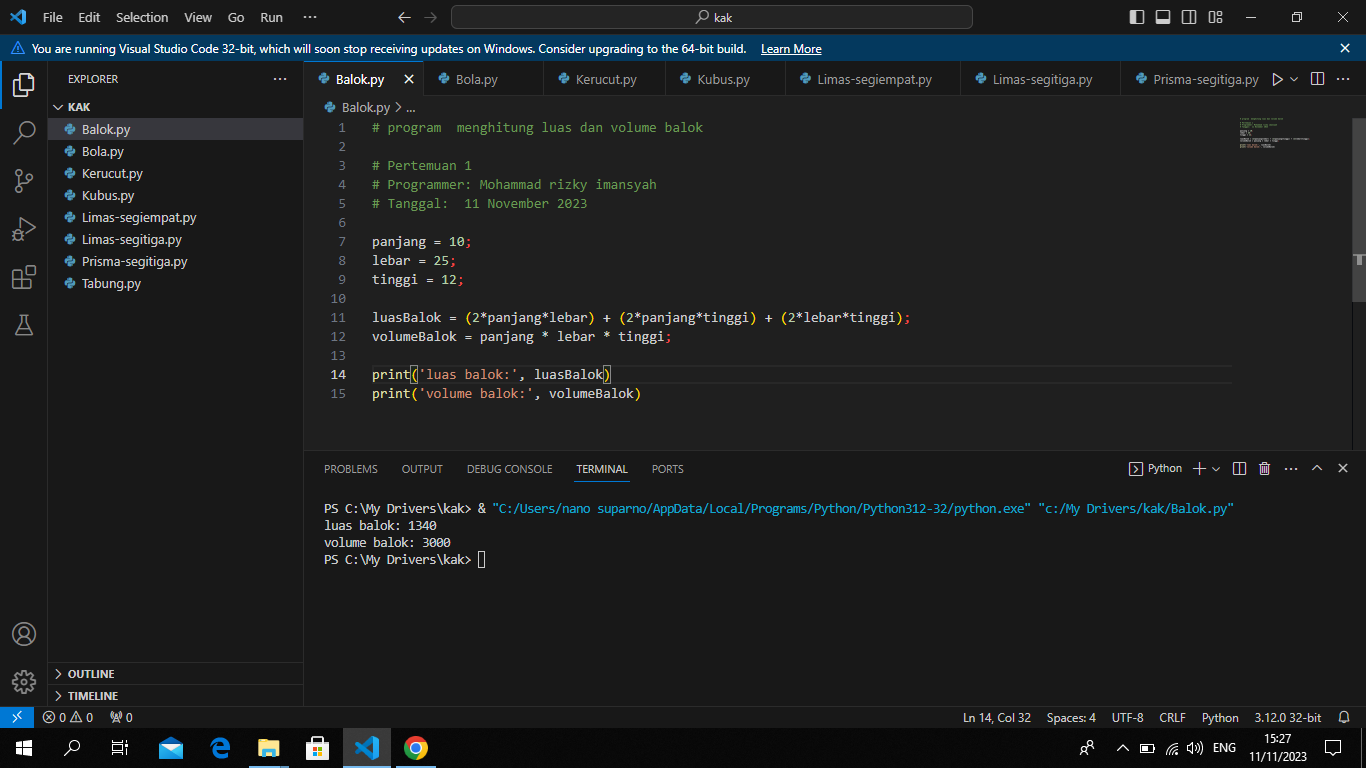 File Edit Selection View Go Run ··· kak
You are running Visual Studio Code 32-bit, which will soon stop receiving updates on Windows. Consider upgrading to the 64-bit build. Learn More
EXPLORER
KAK
Balok.py
Bola.py
Kerucut.py
Kubus.py
Limas-segiempat.py
Limas-segitiga.py
Prisma-segitiga.py
Tabung.py
OUTLINE
TIMELINE
Balok.py Bola.py Kerucut.py Kubus.py Limas-segiempat.py Limas-segitiga.py Prisma-segitiga.py
Balok.py > ...
1 # program  menghitung luas dan volume balok
2
3 # Pertemuan 1
4 # Programmer: Mohammad rizky imansyah
5 # Tanggal:  11 November 2023
6
7 panjang = 10;
8 lebar = 25;
9 tinggi = 12;
10
11 luasBalok = (2*panjang*lebar) + (2*panjang*tinggi) + (2*lebar*tinggi);
12 volumeBalok = panjang * lebar * tinggi;
13
14 print('luas balok:', luasBalok)
15 print('volume balok:', volumeBalok)
PROBLEMS OUTPUT DEBUG CONSOLE TERMINAL PORTS Python
PS C:\My Drivers\kak> & "C:/Users/nano suparno/AppData/Local/Programs/Python/Python312-32/python.exe" "c:/My Drivers/kak/Balok.py"
luas balok: 1340
volume balok: 3000
PS C:\My Drivers\kak>
0 0 0 Ln 14, Col 32 Spaces: 4 UTF-8 CRLF Python 3.12.0 32-bit
ENG 15:27
11/11/2023